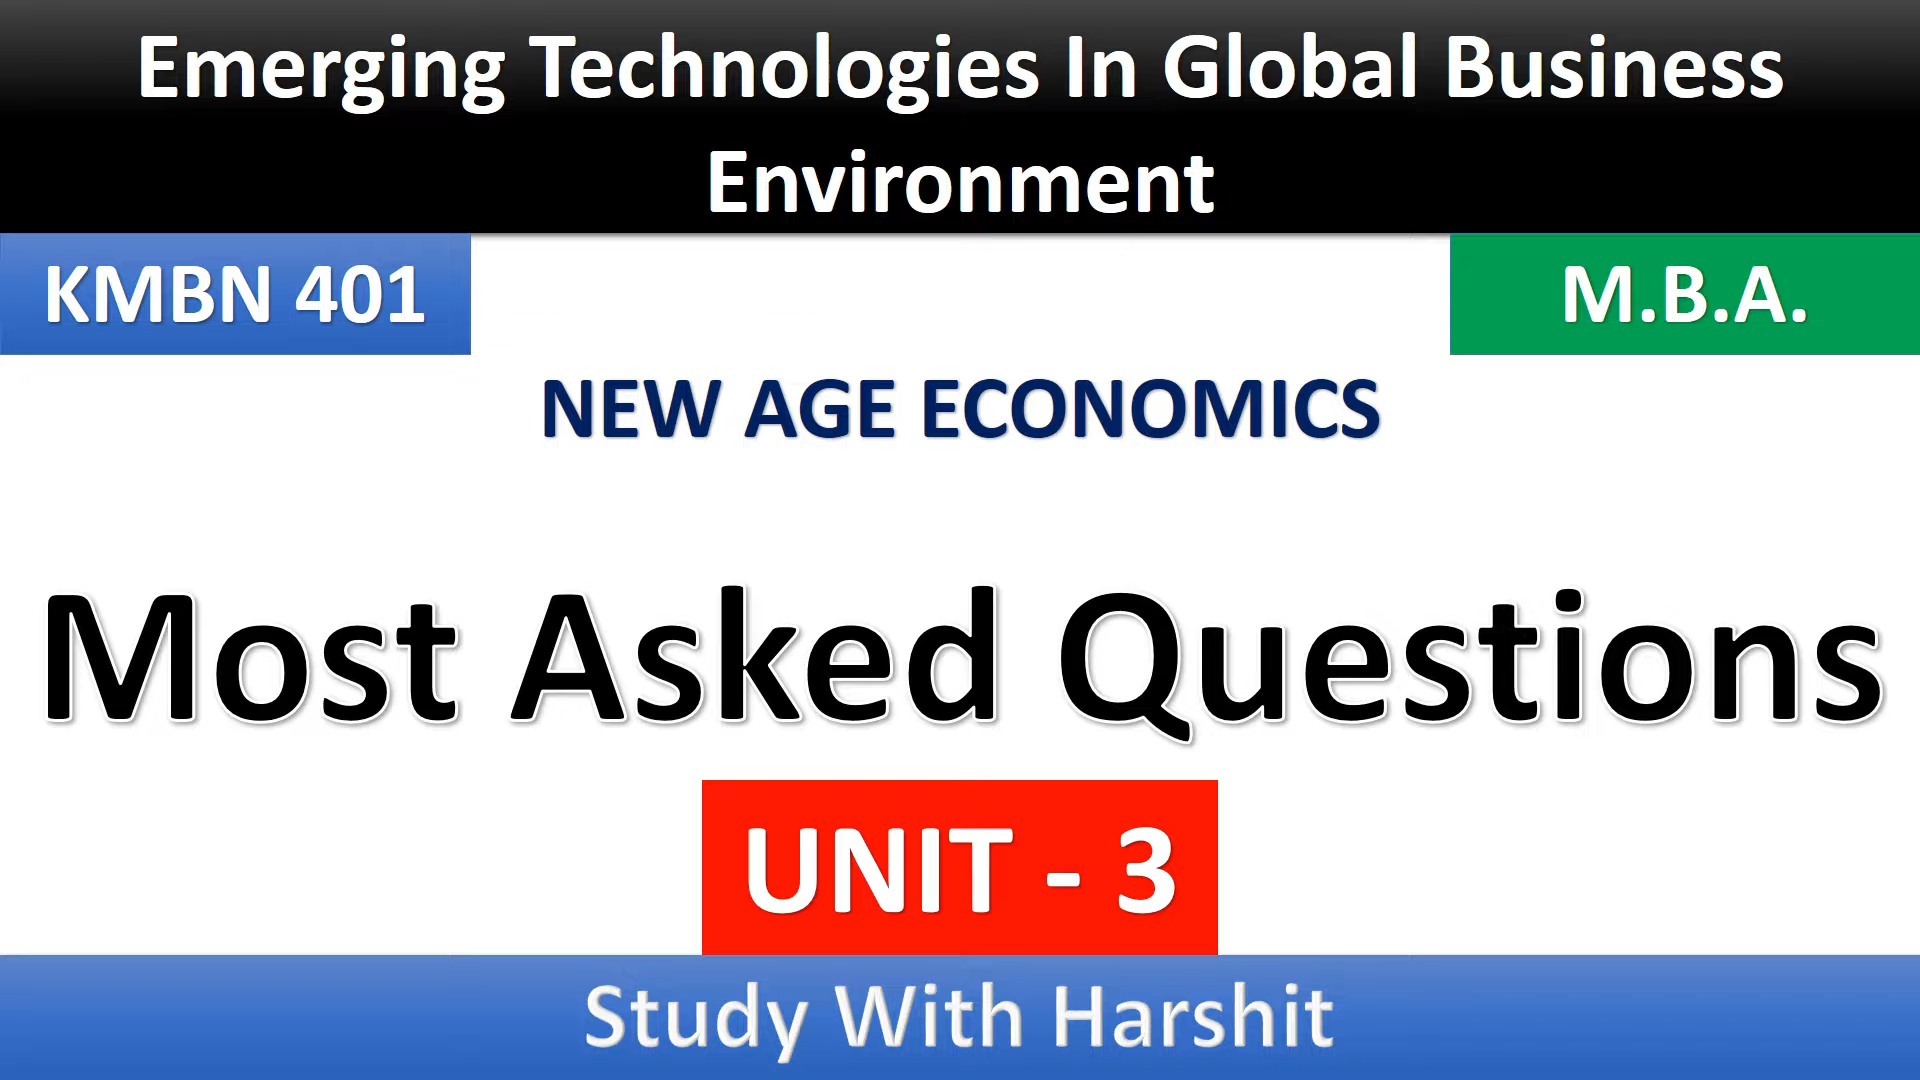 Emerging Technologies In Global Business
Environment
KMBN 401
M.B.A.
NEW AGE ECONOMICS
Most Asked Questions
UNIT - 3
Study With Harshit